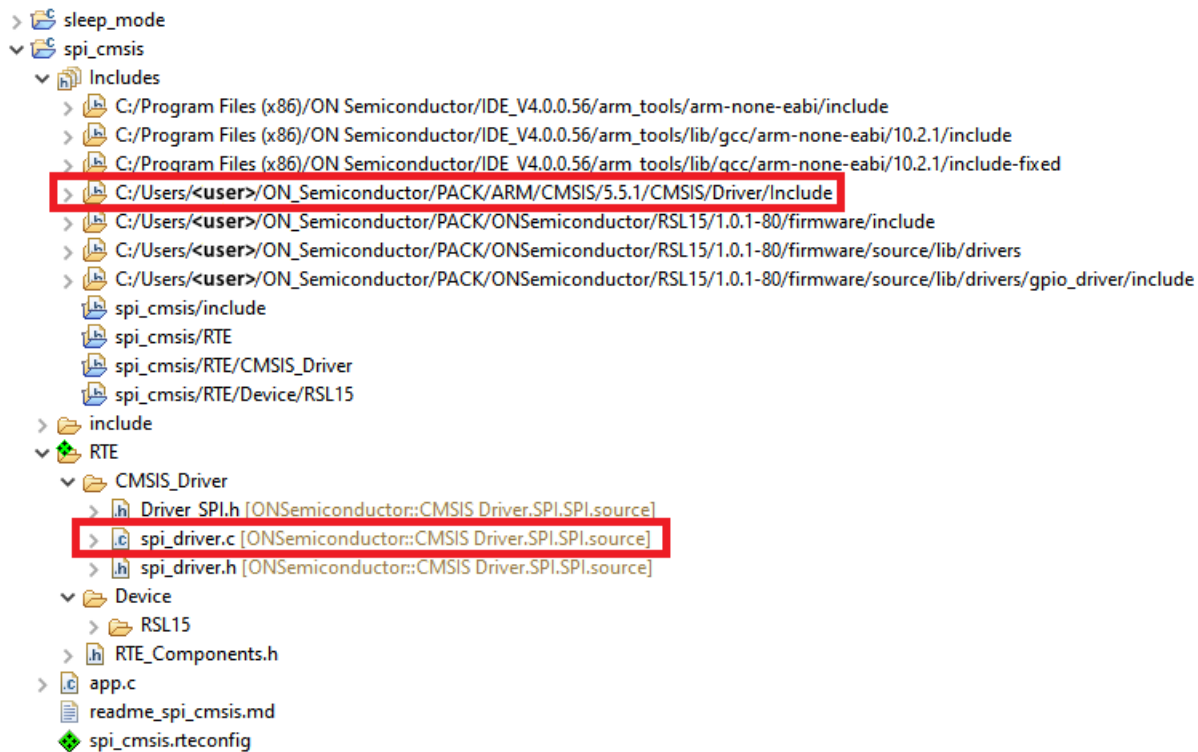 sleep_mode
spi_cmsis
Includes
C:/Program Files (x86)/ON Semiconductor/IDE_V4.0.0.56/arm_tools/arm-none-eabi/include
C:/Program Files (x86)/ON Semiconductor/IDE_V4.0.0.56/arm_tools/lib/gcc/arm-none-eabi/10.2.1/include
C:/Program Files (x86)/ON Semiconductor/IDE_V4.0.0.56/arm_tools/lib/gcc/arm-none-eabi/10.2.1/include-fixed
C:/Users/<user>/ON_Semiconductor/PACK/ARM/CMSIS/5.5.1/CMSIS/Driver/Include
C:/Users/<user>/ON_Semiconductor/PACK/ONSemiconductor/RSL15/1.0.1-80/firmware/include
C:/Users/<user>/ON_Semiconductor/PACK/ONSemiconductor/RSL15/1.0.1-80/firmware/source/lib/drivers
C:/Users/<user>/ON_Semiconductor/PACK/ONSemiconductor/RSL15/1.0.1-80/firmware/source/lib/drivers/gpio_driver/include
spi_cmsis/include
spi_cmsis/RTE
spi_cmsis/RTE/CMSIS_Driver
spi_cmsis/RTE/Device/RSL15
include
RTE
CMSIS_Driver
Driver_SPI.h [ONSemiconductor::CMSIS Driver.SPI.SPI.source]
spi_driver.c [ONSemiconductor::CMSIS Driver.SPI.SPI.source]
spi_driver.h [ONSemiconductor::CMSIS Driver.SPI.SPI.source]
Device
RSL15
RTE_Components.h
app.c
readme_spi_cmsis.md
spi_cmsis.rteconfig